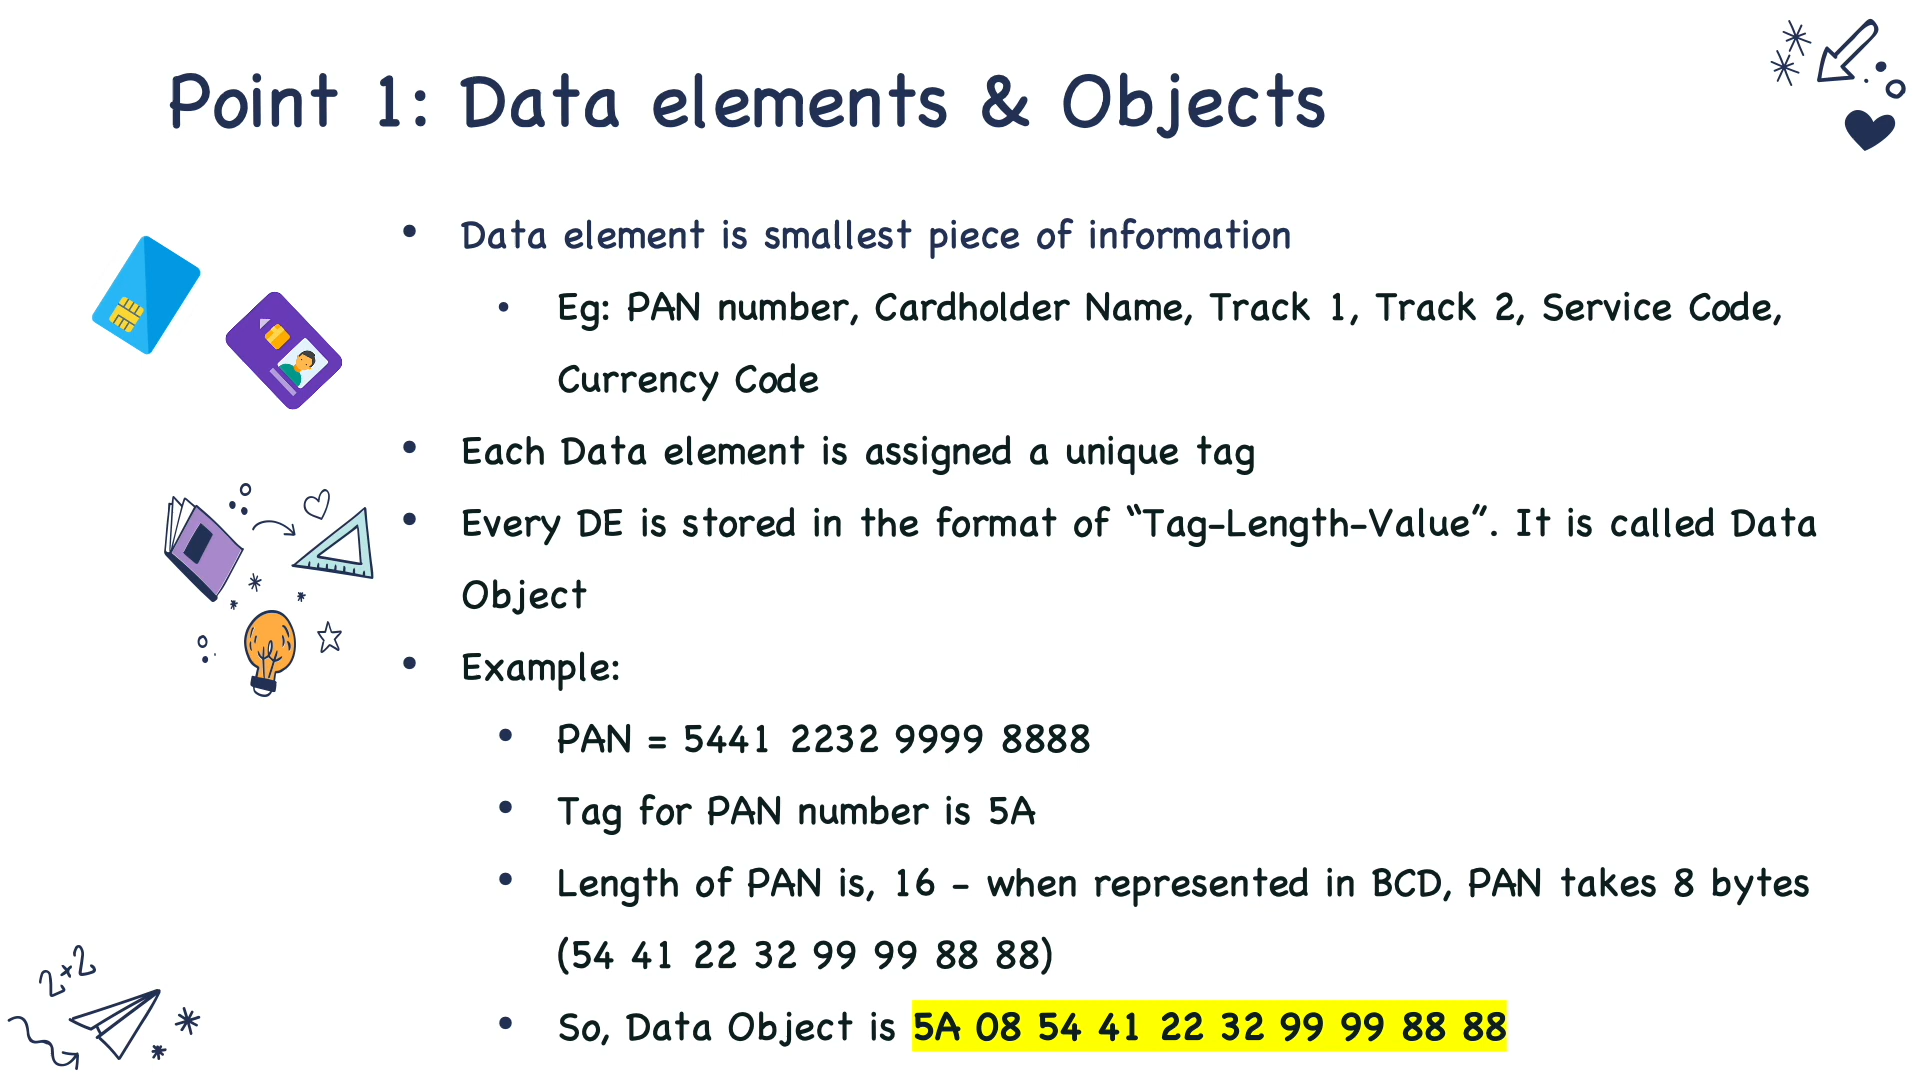 Point 1: Data elements & Objects
• Data element is smallest piece of information
• Eg: PAN number, Cardholder Name, Track 1, Track 2, Service Code,
Currency Code
• Each Data element is assigned a unique tag
• Every DE is stored in the format of “Tag-Length-Value”. It is called Data
Object
• Example:
• PAN = 5441 2232 9999 8888
• Tag for PAN number is 5A
• Length of PAN is, 16 – when represented in BCD, PAN takes 8 bytes
(54 41 22 32 99 99 88 88)
• So, Data Object is 5A 08 54 41 22 32 99 99 88 88
2×2